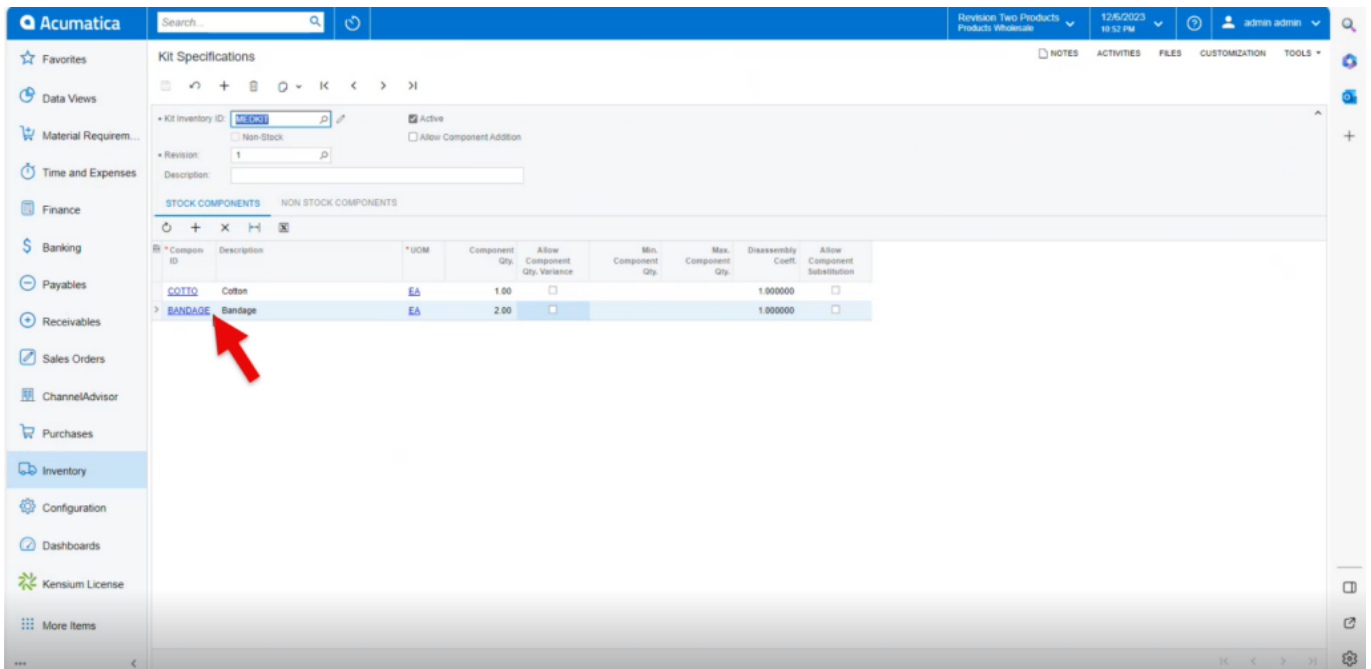 Acumatica
Search...
Revision Two Products
Products Wholesale
12/6/2023
10:52 PM
admin admin
Favorites
Data Views
Material Requirem...
Time and Expenses
Finance
Banking
Payables
Receivables
Sales Orders
ChannelAdvisor
Purchases
Inventory
Configuration
Dashboards
Kensium License
More Items
Kit Specifications
NOTES ACTIVITIES FILES CUSTOMIZATION TOOLS
Kit Inventory ID: MEDKIT Active
Non-Stock Allow Component Addition
Revision: 1
Description:
STOCK COMPONENTS NON STOCK COMPONENTS
*Compon ID Description *UOM Component Qty. Allow Component Qty. Variance Min. Component Qty. Max. Component Qty. Disassembly Coeff. Allow Component Substitution
COTTO Cotton EA 1.00 1.000000
BANDAGE Bandage EA 2.00 1.000000